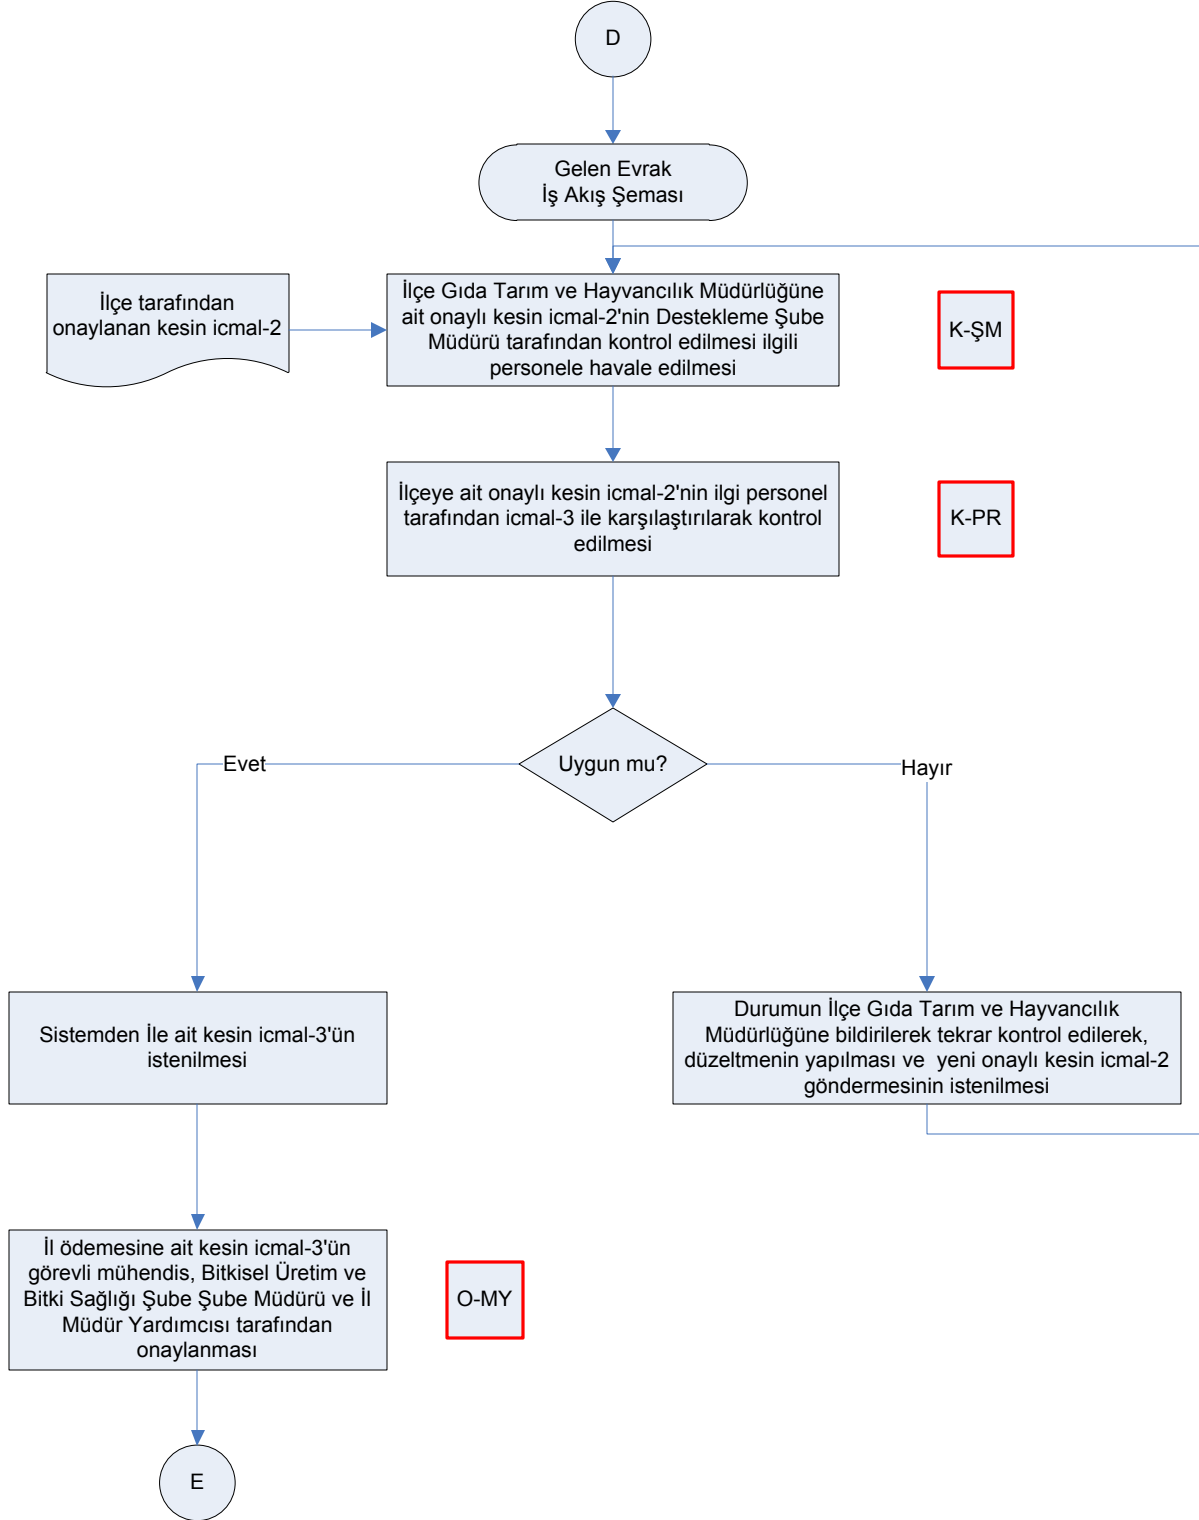 D
Gelen Evrak
İş Akış Şeması
İlçe tarafından
onaylanan kesin icmal-2
İlçe Gıda Tarım ve Hayvancılık Müdürlüğüne
ait onaylı kesin icmal-2'nin Destekleme Şube
Müdürü tarafından kontrol edilmesi ilgili
personele havale edilmesi
K-ŞM
İlçeye ait onaylı kesin icmal-2'nin ilgi personel
tarafından icmal-3 ile karşılaştırılarak kontrol
edilmesi
K-PR
Uygun mu?
Evet
Hayır
Sistemden İle ait kesin icmal-3'ün
istenilmesi
Durumun İlçe Gıda Tarım ve Hayvancılık
Müdürlüğüne bildirilerek tekrar kontrol edilerek,
düzeltmenin yapılması ve  yeni onaylı kesin icmal-2
göndermesinin istenilmesi
İl ödemesine ait kesin icmal-3'ün
görevli mühendis, Bitkisel Üretim ve
Bitki Sağlığı Şube Şube Müdürü ve İl
Müdür Yardımcısı tarafından
onaylanması
O-MY
E